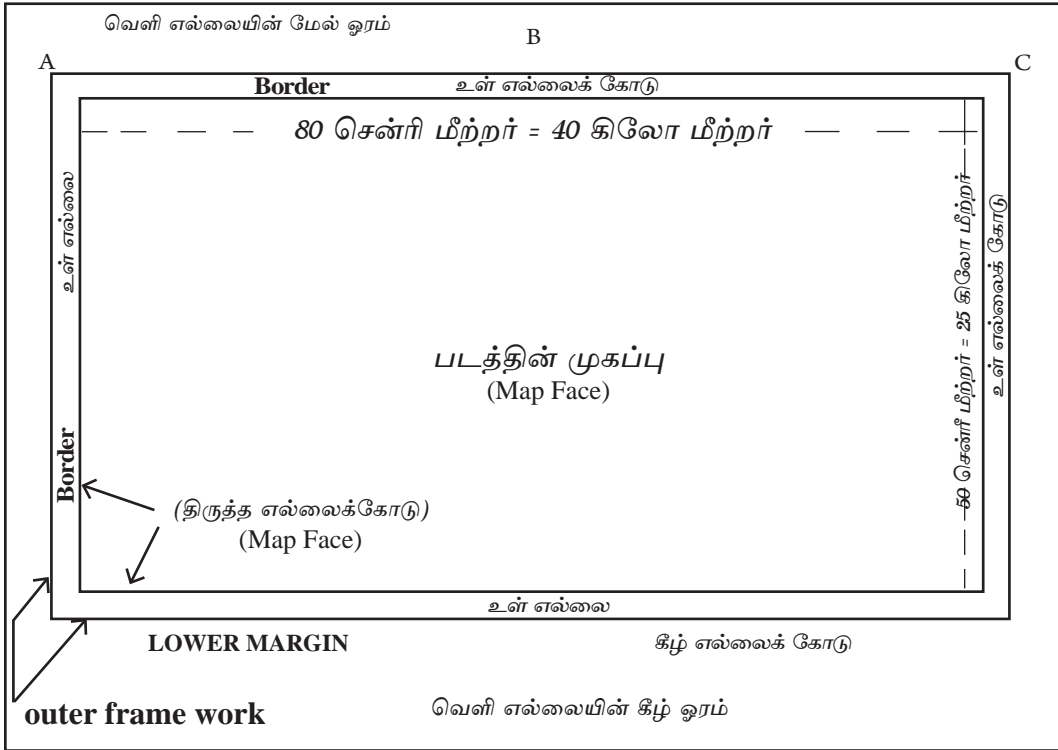 வெளி எல்லையின் மேல் ஓரம்
B
A
C
Border
உள் எல்லைக் கோடு
80 சென்ரி மீற்றர் = 40 கிலோ மீற்றர்
உள் எல்லை
50 சென்ரீ மீற்றர் = 25 கிலோ மீற்றர்
உள் எல்லைக் கோடு
படத்தின் முகப்பு
(Map Face)
Border
(திருத்த எல்லைக்கோடு)
(Map Face)
உள் எல்லை
LOWER MARGIN
கீழ் எல்லைக் கோடு
outer frame work
வெளி எல்லையின் கீழ் ஓரம்